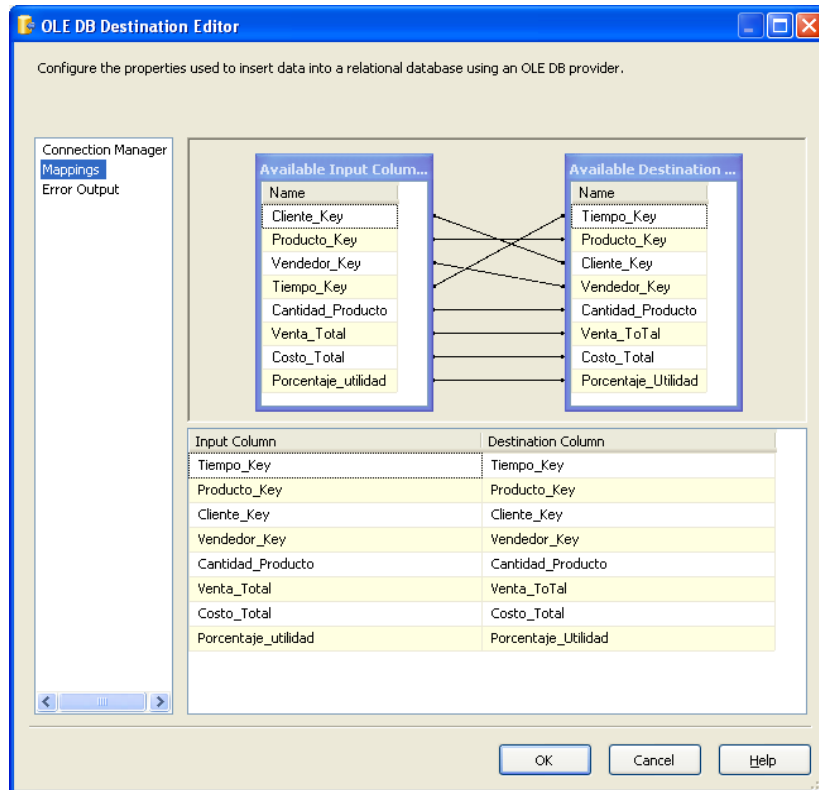 OLE DB Destination Editor
Configure the properties used to insert data into a relational database using an OLE DB provider.
Connection Manager
Mappings
Error Output
Available Input Colum...
Name
Cliente_Key
Producto_Key
Vendedor_Key
Tiempo_Key
Cantidad_Producto
Venta_Total
Costo_Total
Porcentaje_utilidad
Available Destination ...
Name
Tiempo_Key
Producto_Key
Cliente_Key
Vendedor_Key
Cantidad_Producto
Venta_ToTal
Costo_Total
Porcentaje_Utilidad
Input Column Destination Column
Tiempo_Key Tiempo_Key
Producto_Key Producto_Key
Cliente_Key Cliente_Key
Vendedor_Key Vendedor_Key
Cantidad_Producto Cantidad_Producto
Venta_Total Venta_ToTal
Costo_Total Costo_Total
Porcentaje_utilidad Porcentaje_Utilidad
OK Cancel Help